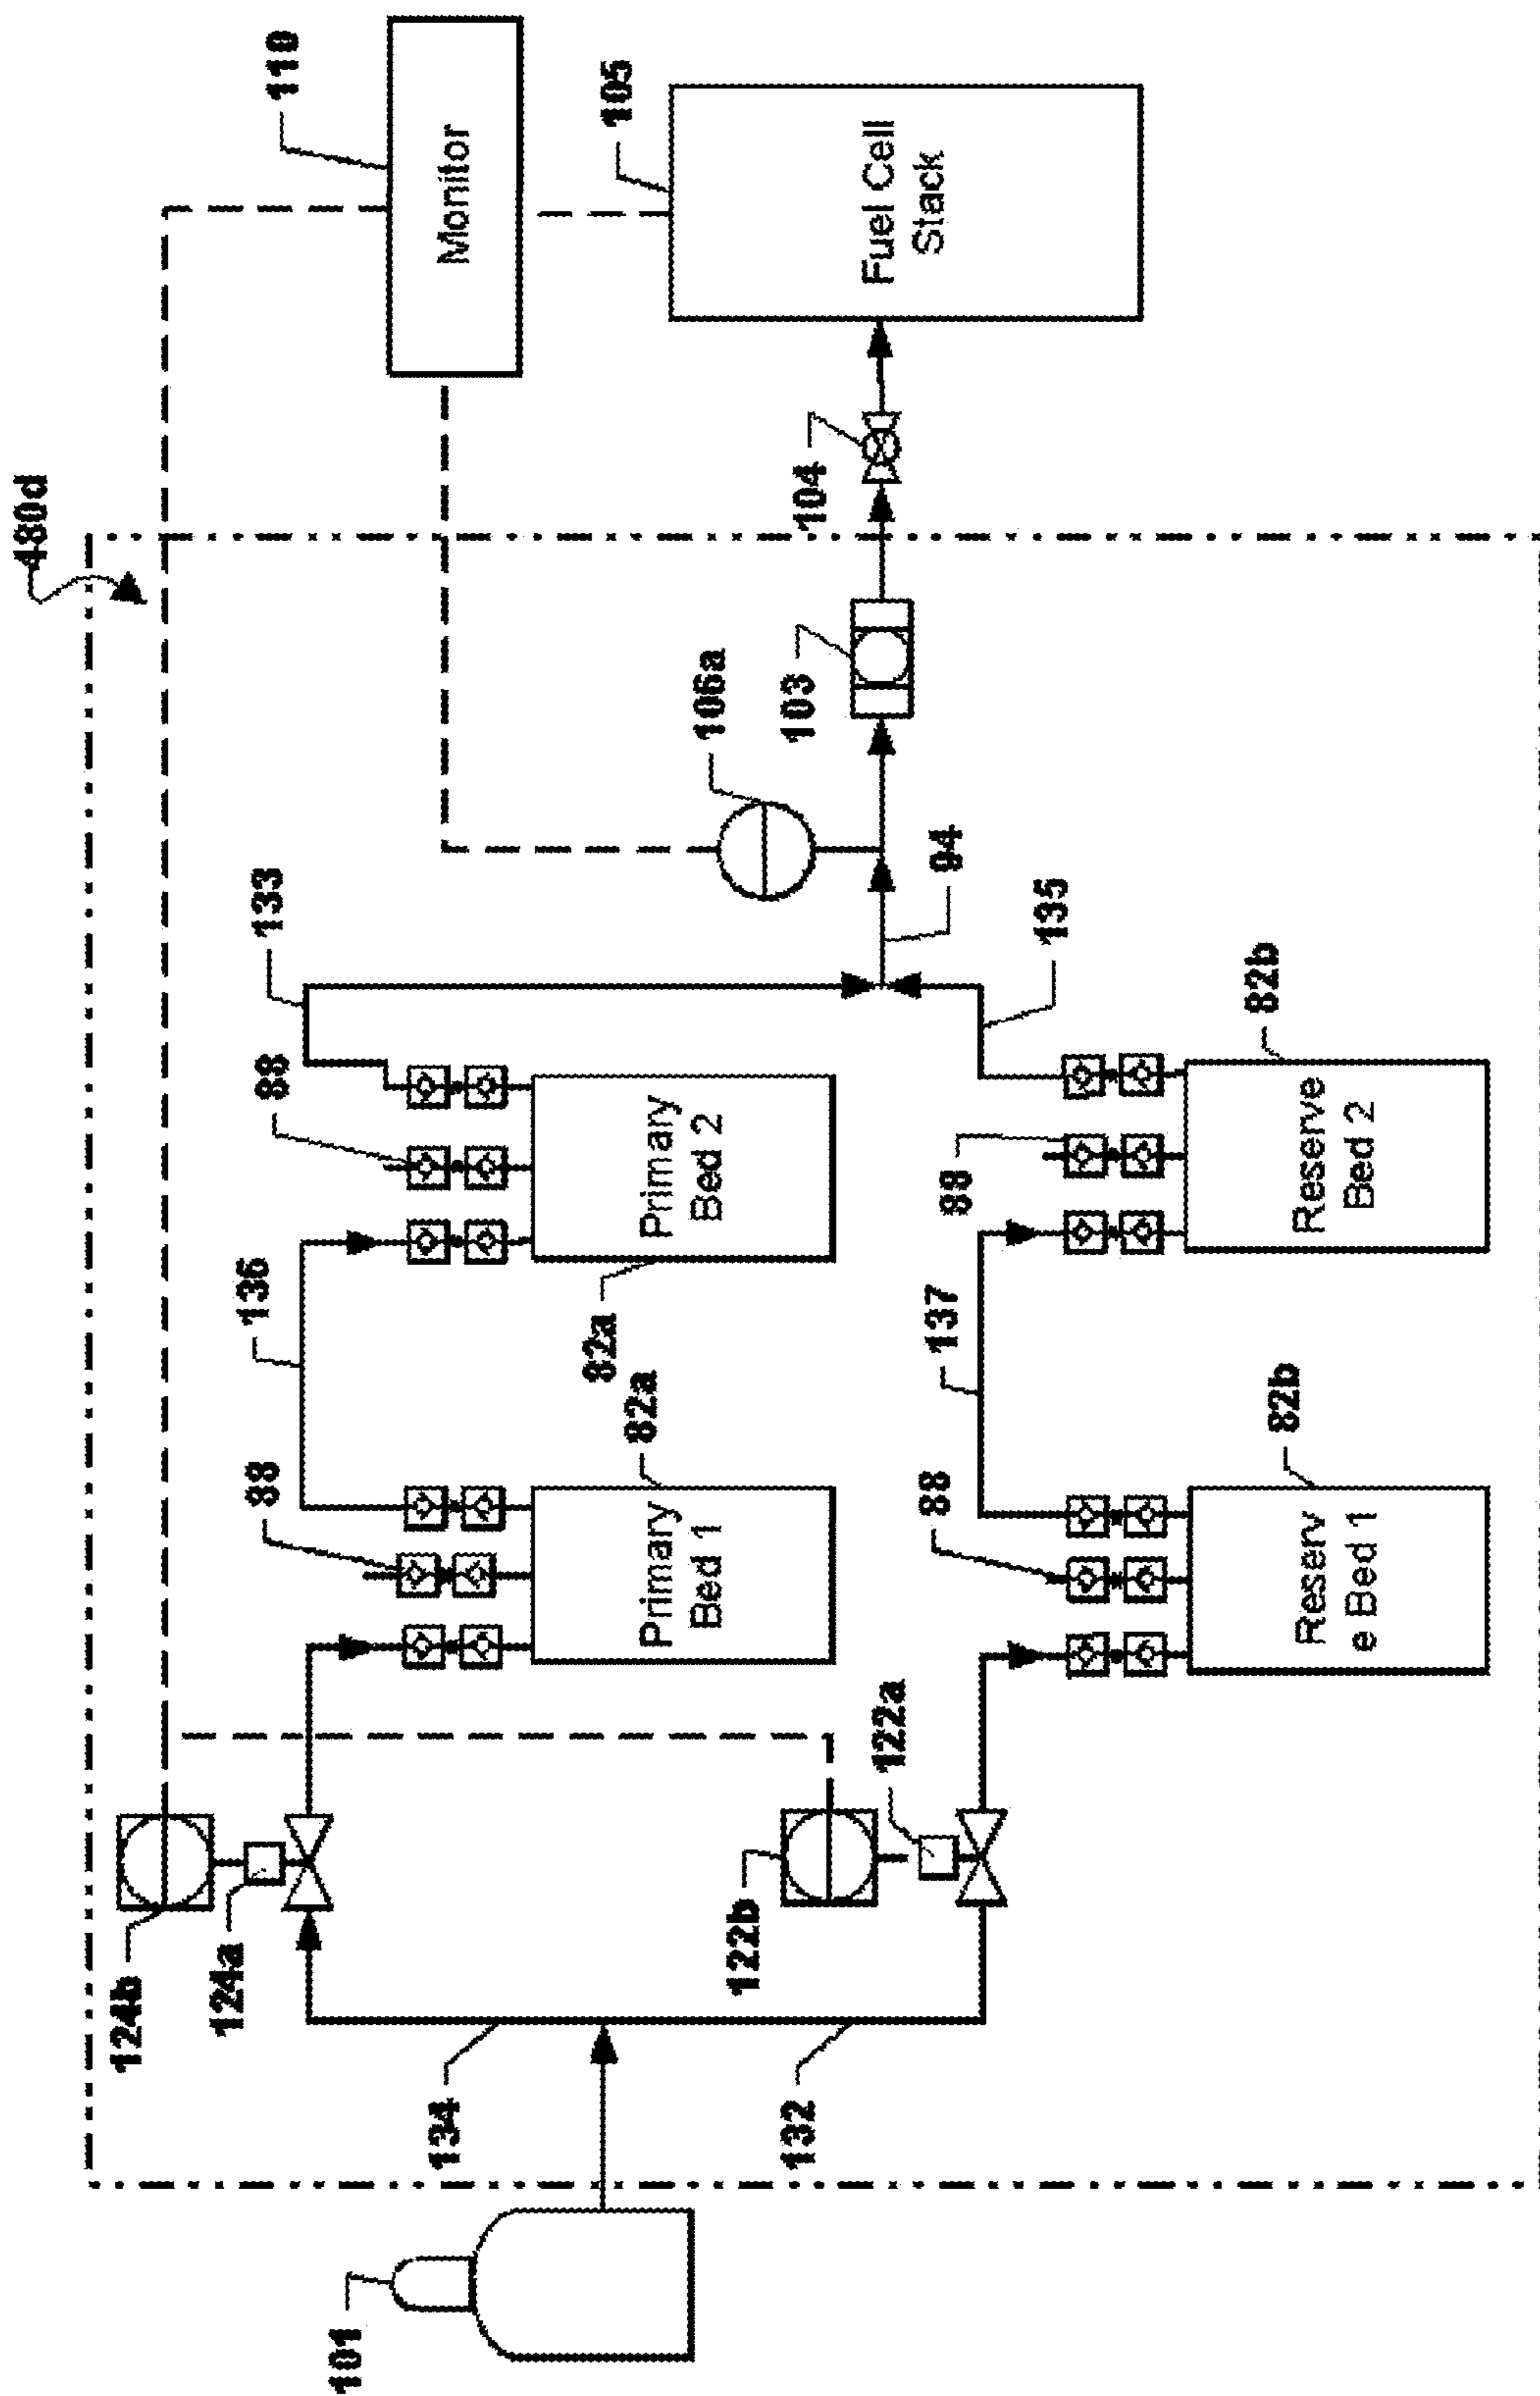 480d
124b
124a
88
136
88
133
110
101
134
Monitor
82a
82a
105
Primary
Bed 1
Primary
Bed 2
122b
106a
132
103
104
122a
Fuel Cell
Stack
88
137
88
94
135
82b
82b
Reserv
e Bed 1
Reserve
Bed 2